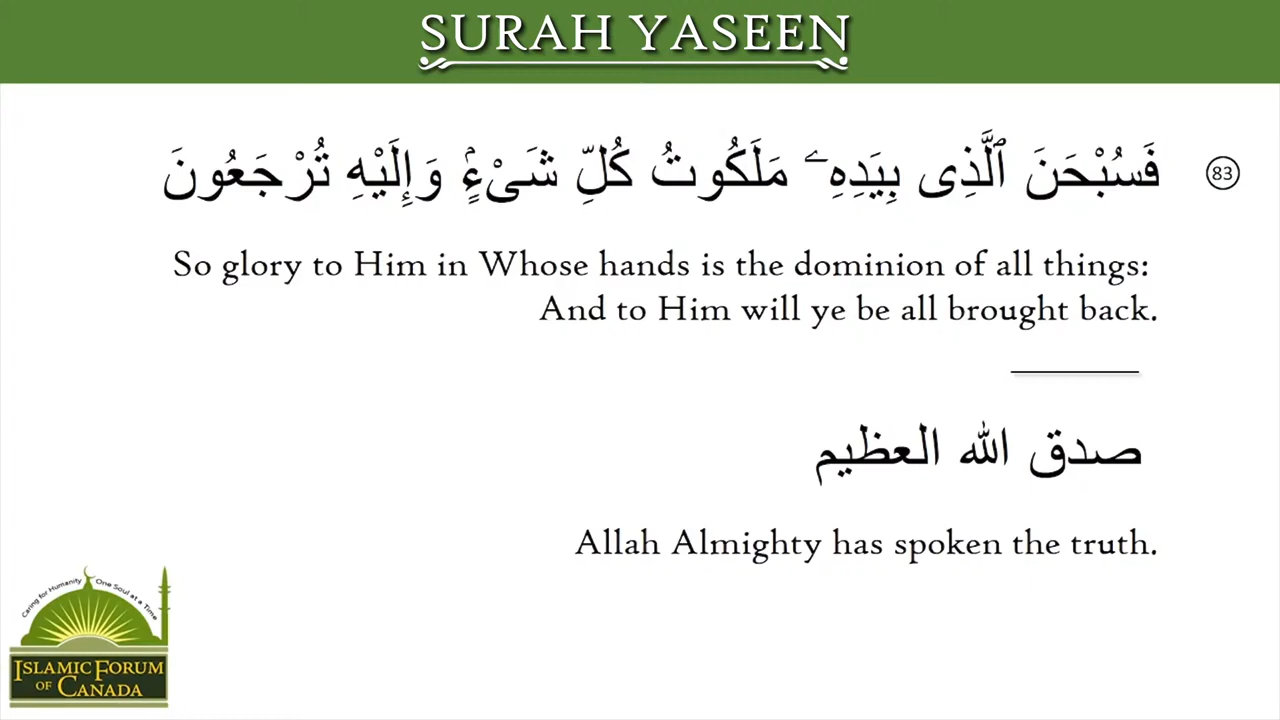 SURAH YASEEN
فَسُبْحَـٰنَ ٱلَّذِى بِيَدِهِۦ مَلَكُوتُ كُلِّ شَىْءٍۢ وَإِلَيْهِ تُرْجَعُونَ 83
So glory to Him in Whose hands is the dominion of all things:
And to Him will ye be all brought back.
صدق الله العظيم
Allah Almighty has spoken the truth.
Caring for Humanity One Soul at a Time
ISLAMIC FORUM
OF CANADA